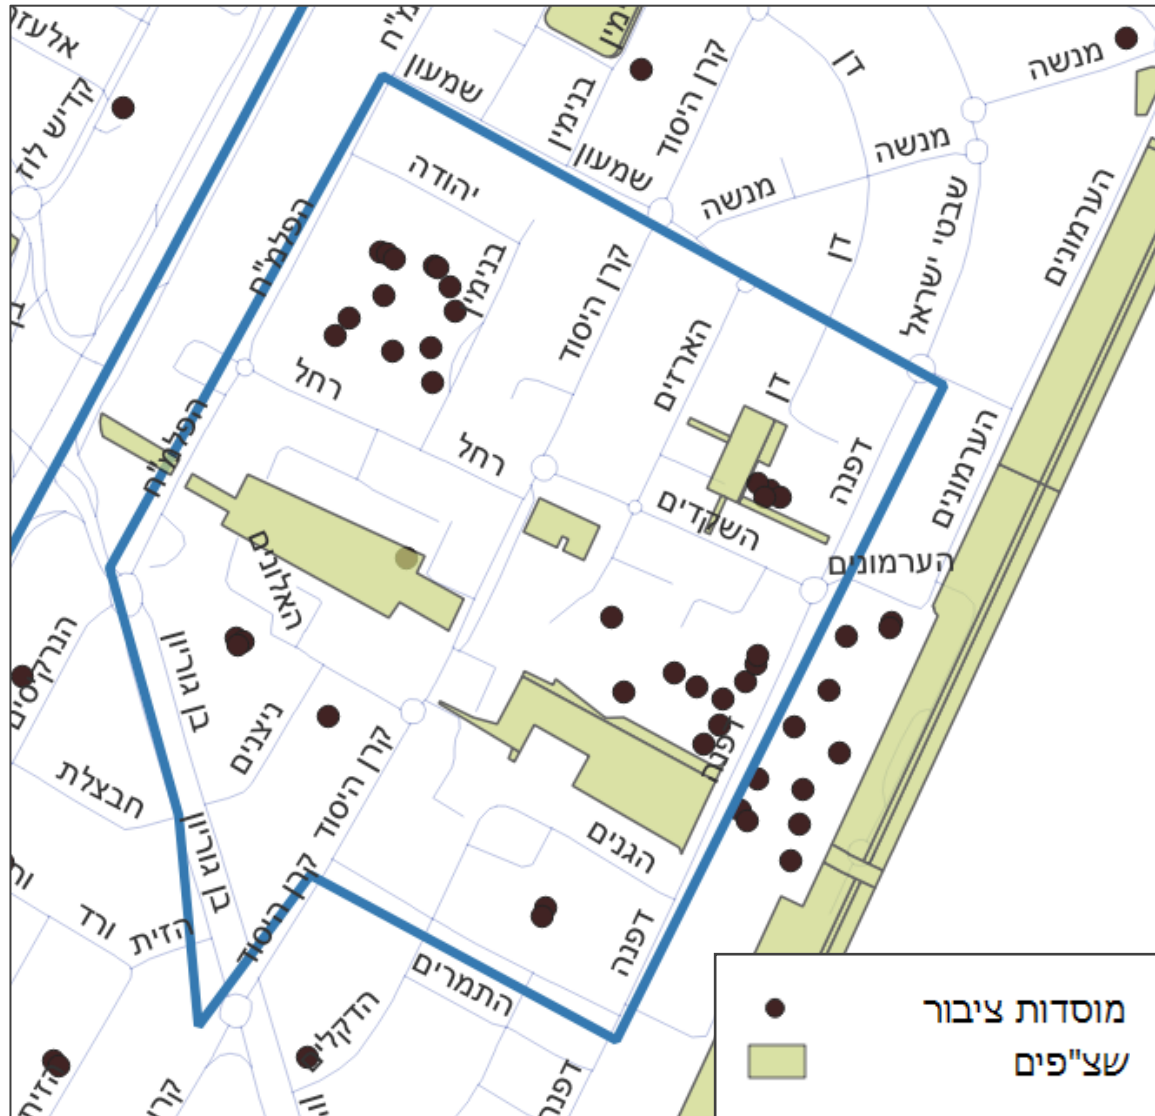 אלעזר
קדיש לוז
שמעון
בנימין
קרן היסוד
דן
מנשה
מנשה
מנשה
שמעון
יהודה
הפלמ"ח
בנימין
קרן היסוד
דן
שבטי ישראל
הערמונים
רחל
הארזים
דן
הפלמ"ח
רחל
דפנה
הערמונים
השקדים
הערמונים
האלונים
הנרקיסים
בן גוריון
ניצנים
דפנה
חבצלת
קרן היסוד
בן גוריון
הגנים
קרן היסוד
ורד
הזית
דפנה
התמרים
הדקלים
הזית
דפנה
מוסדות ציבור
שצ"פים